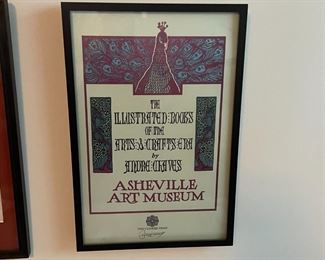 THE
ILLUSTRATED:BOOKS
OF THE
ARTS·&·CRAFTS·ERA
by
ANDRE:CHAVES
ASHEVILLE
ART MUSEUM